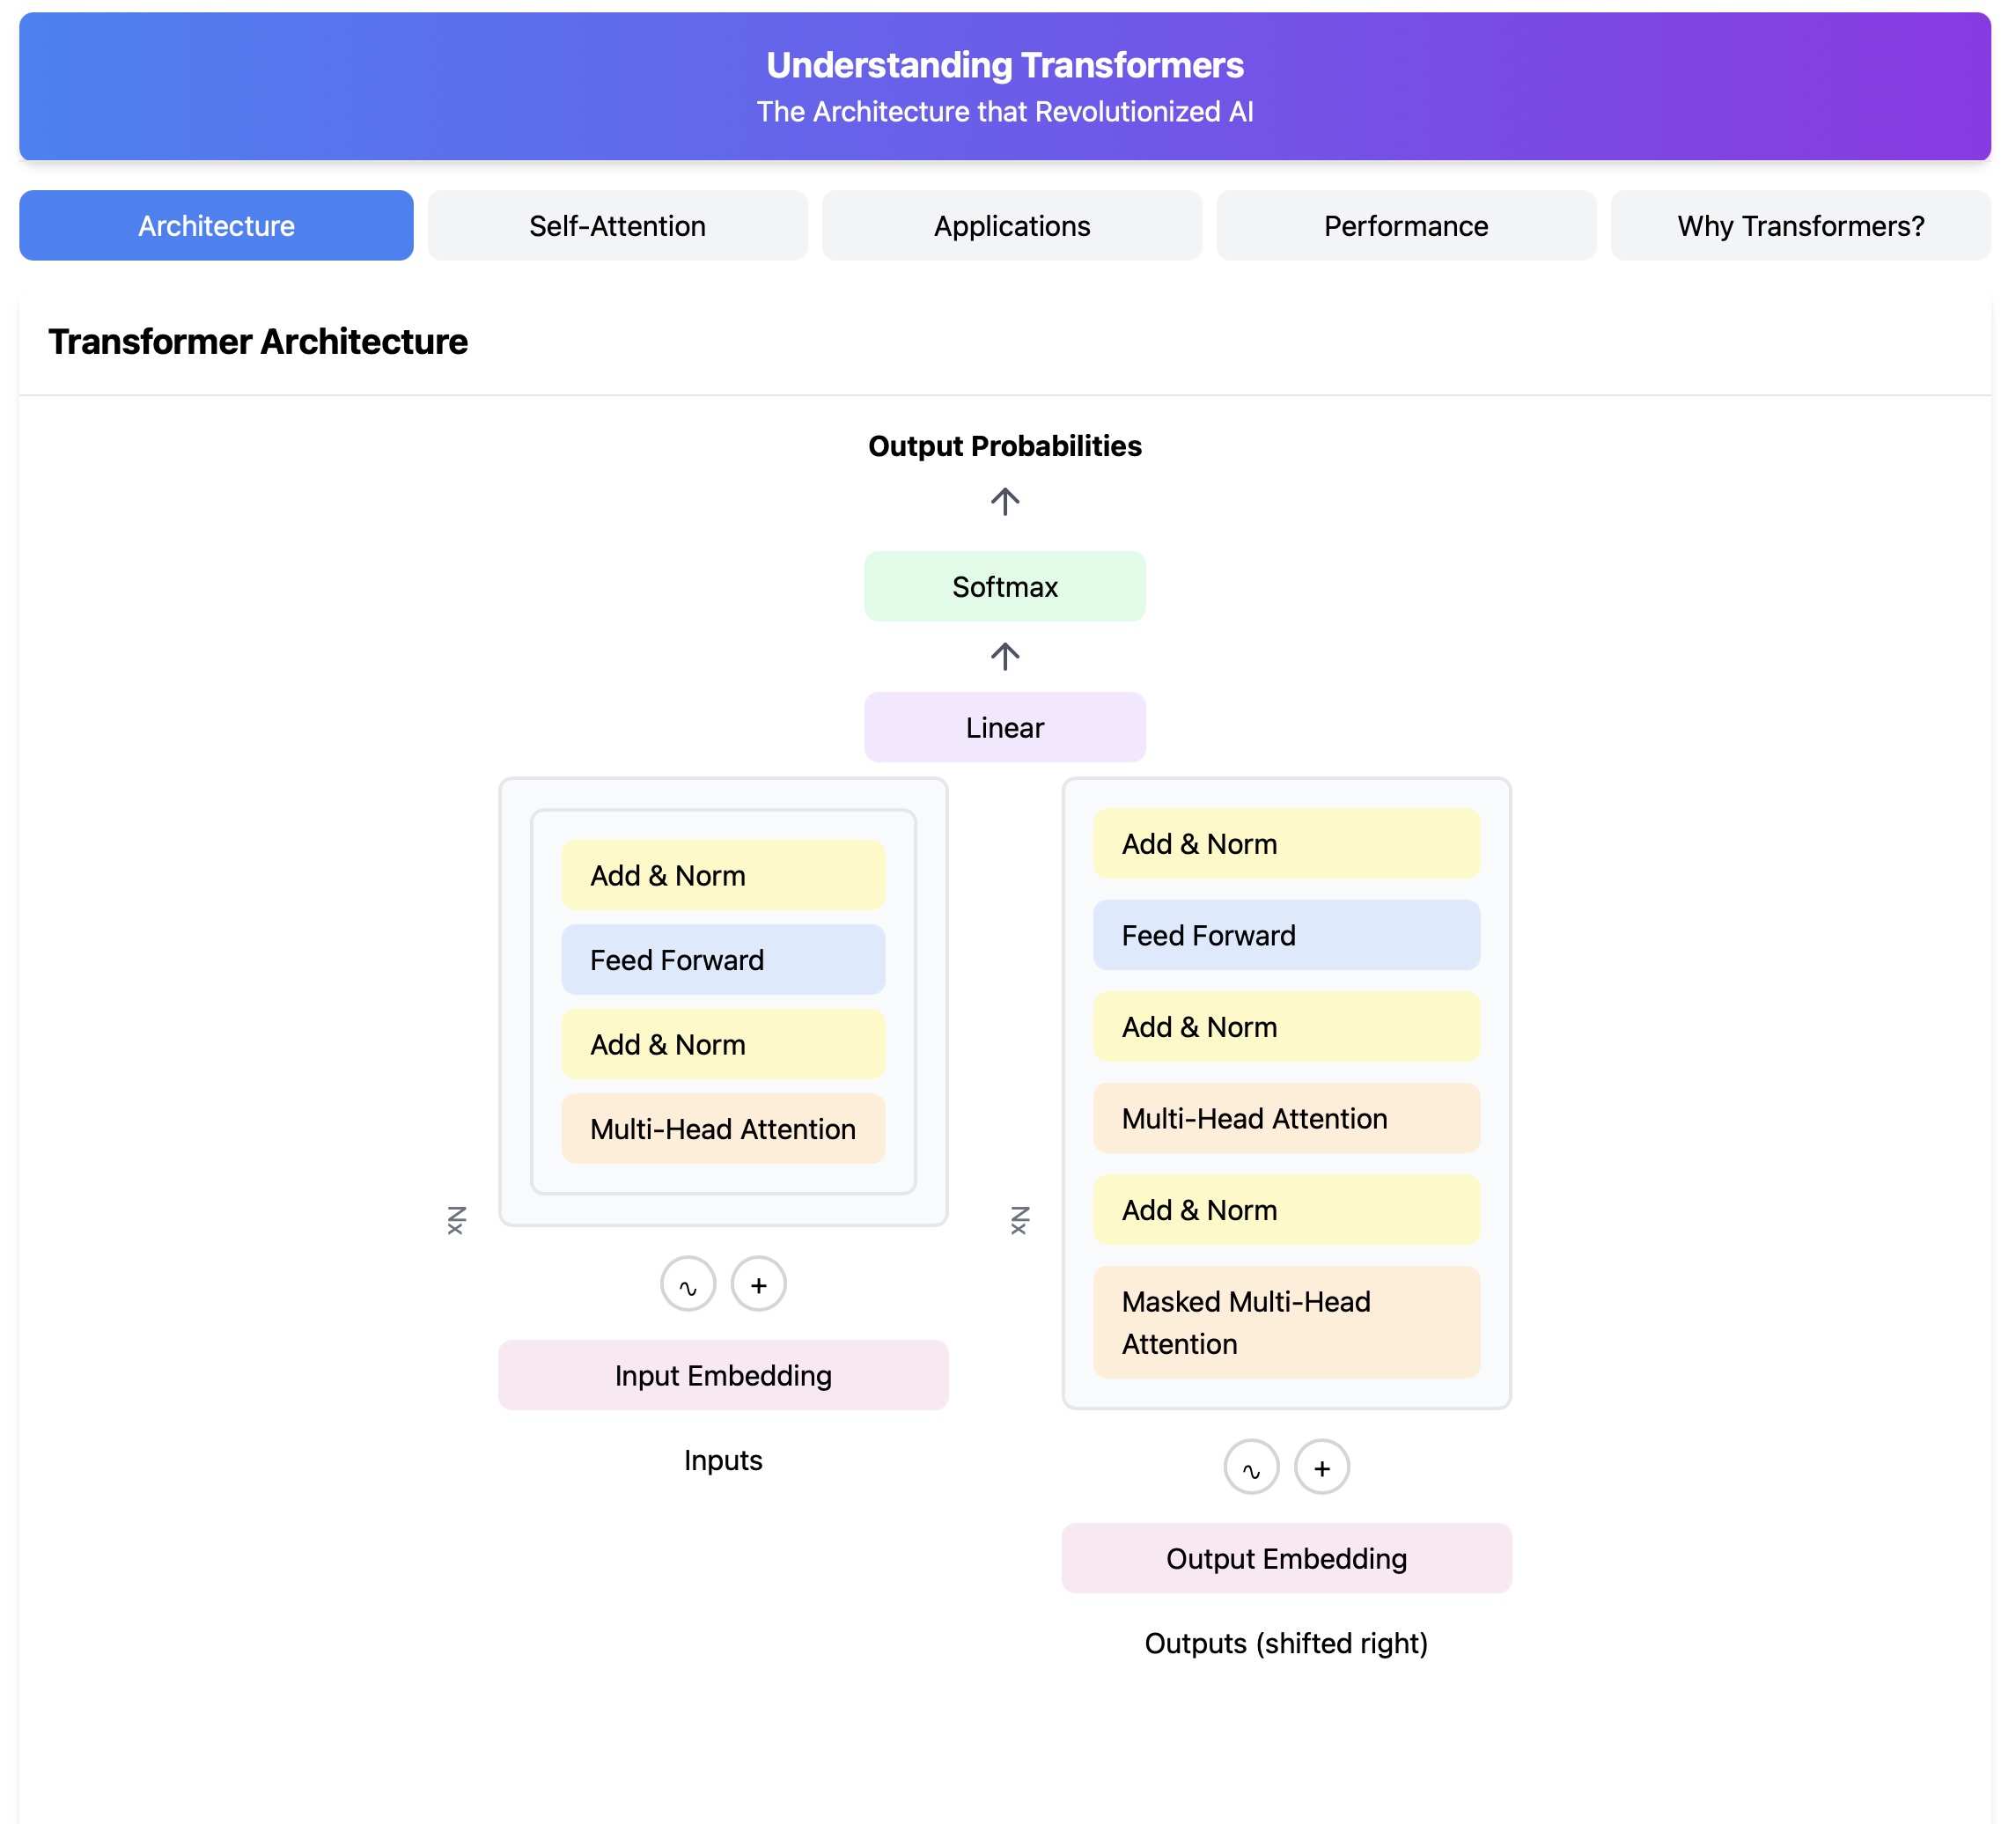 Understanding Transformers
The Architecture that Revolutionized AI
Architecture
Self-Attention
Applications
Performance
Why Transformers?
Transformer Architecture
Output Probabilities
Softmax
Linear
Add & Norm
Feed Forward
Add & Norm
Multi-Head Attention
Nx
∿ +
Input Embedding
Inputs
Add & Norm
Feed Forward
Add & Norm
Multi-Head Attention
Add & Norm
Masked Multi-Head
Attention
Nx
∿ +
Output Embedding
Outputs (shifted right)